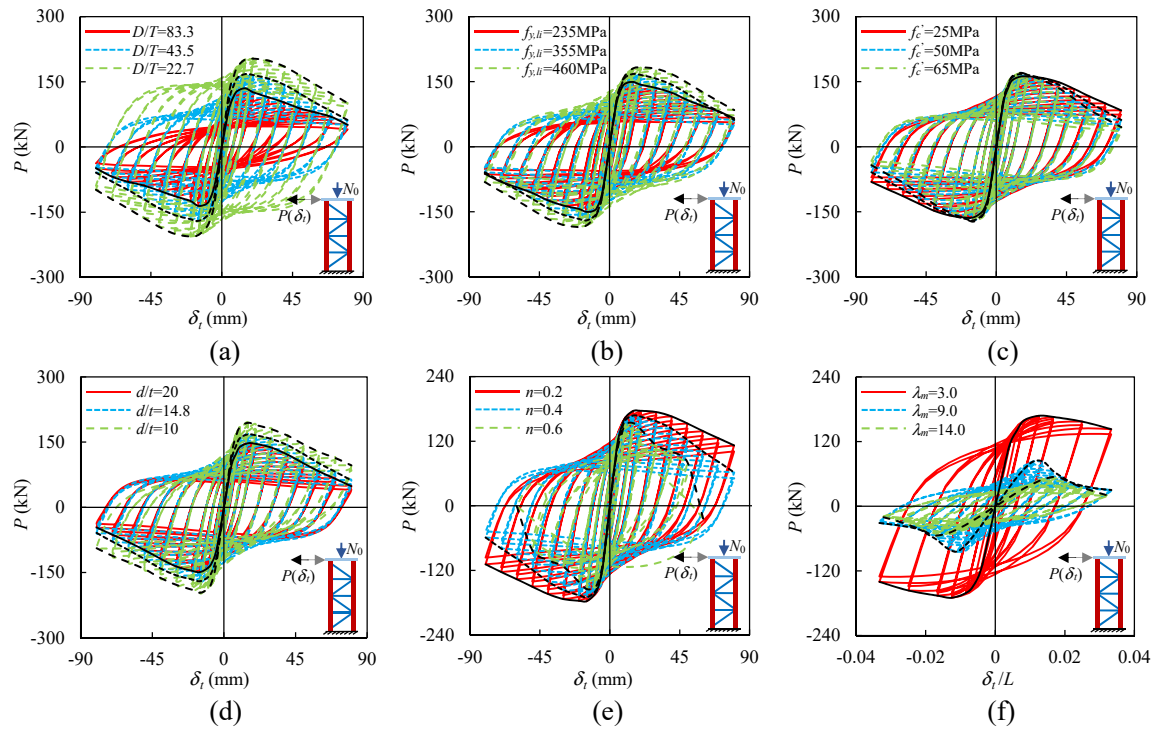 300
150
0
-150
-300
P (kN)
D/T=83.3
D/T=43.5
D/T=22.7
N0
P(δt)
-90 -45 0 45 90
δt (mm)
(a)
300
150
0
-150
-300
P (kN)
fy,li=235MPa
fy,li=355MPa
fy,li=460MPa
N0
P(δt)
-90 -45 0 45 90
δt (mm)
(b)
300
150
0
-150
-300
P (kN)
fc'=25MPa
fc'=50MPa
fc'=65MPa
N0
P(δt)
-90 -45 0 45 90
δt (mm)
(c)
300
150
0
-150
-300
P (kN)
d/t=20
d/t=14.8
d/t=10
N0
P(δt)
-90 -45 0 45 90
δt (mm)
(d)
240
120
0
-120
-240
P (kN)
n=0.2
n=0.4
n=0.6
N0
P(δt)
-90 -45 0 45 90
δt (mm)
(e)
240
120
0
-120
-240
P (kN)
λm=3.0
λm=9.0
λm=14.0
N0
P(δt)
-0.04 -0.02 0 0.02 0.04
δt/L
(f)